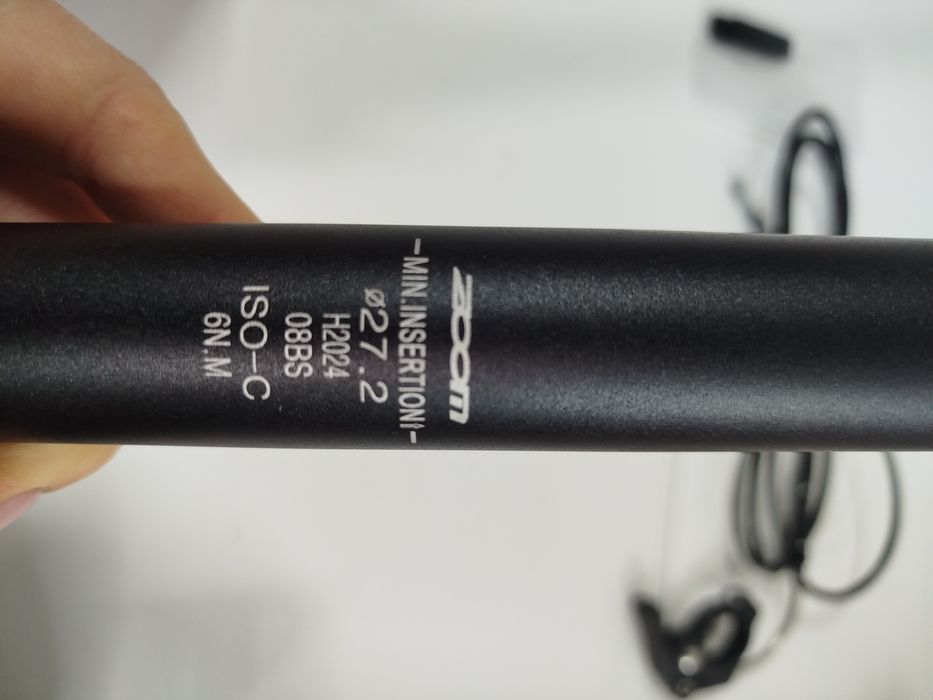 ZOOM
-MIN.INSERTION-
ø27.2
H2024
08BS
ISO-C
6N.M